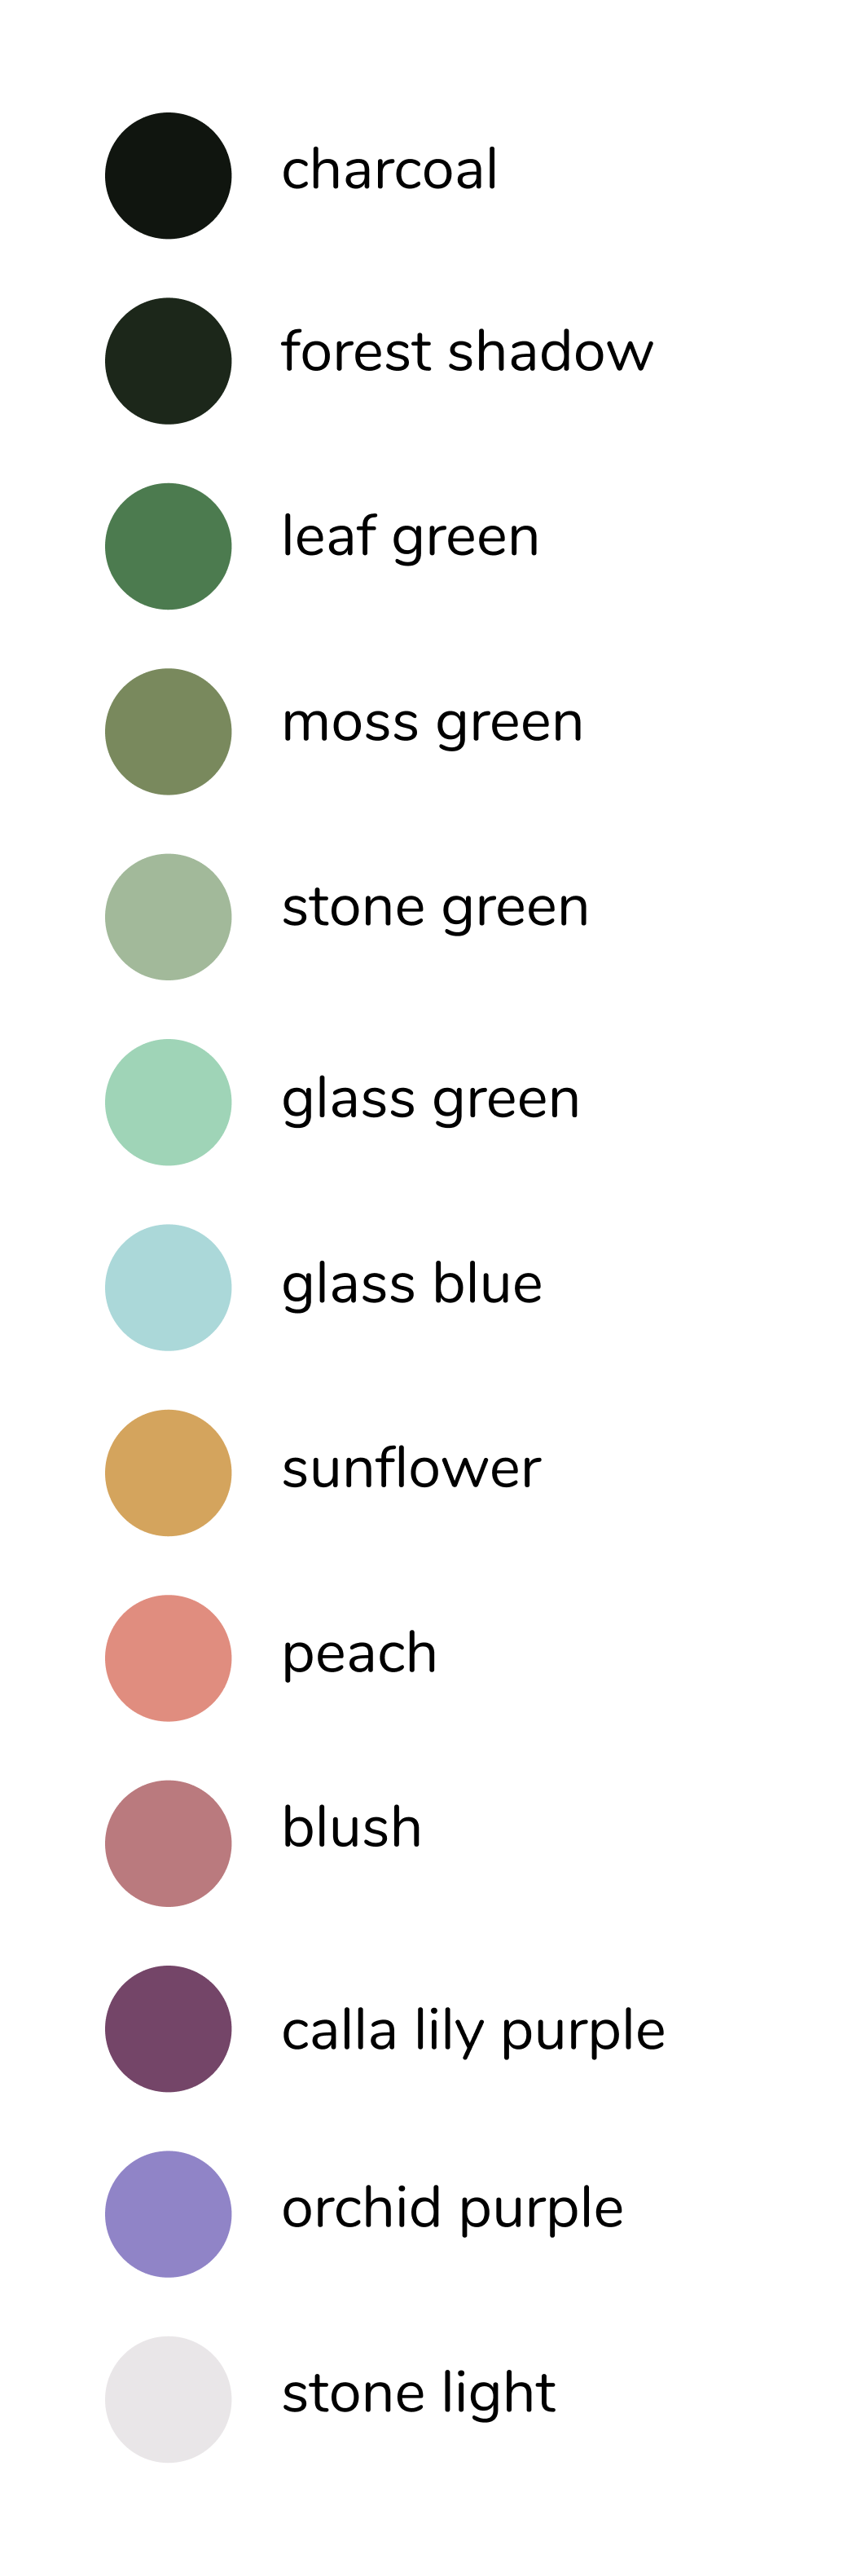 charcoal
forest shadow
leaf green
moss green
stone green
glass green
glass blue
sunflower
peach
blush
calla lily purple
orchid purple
stone light